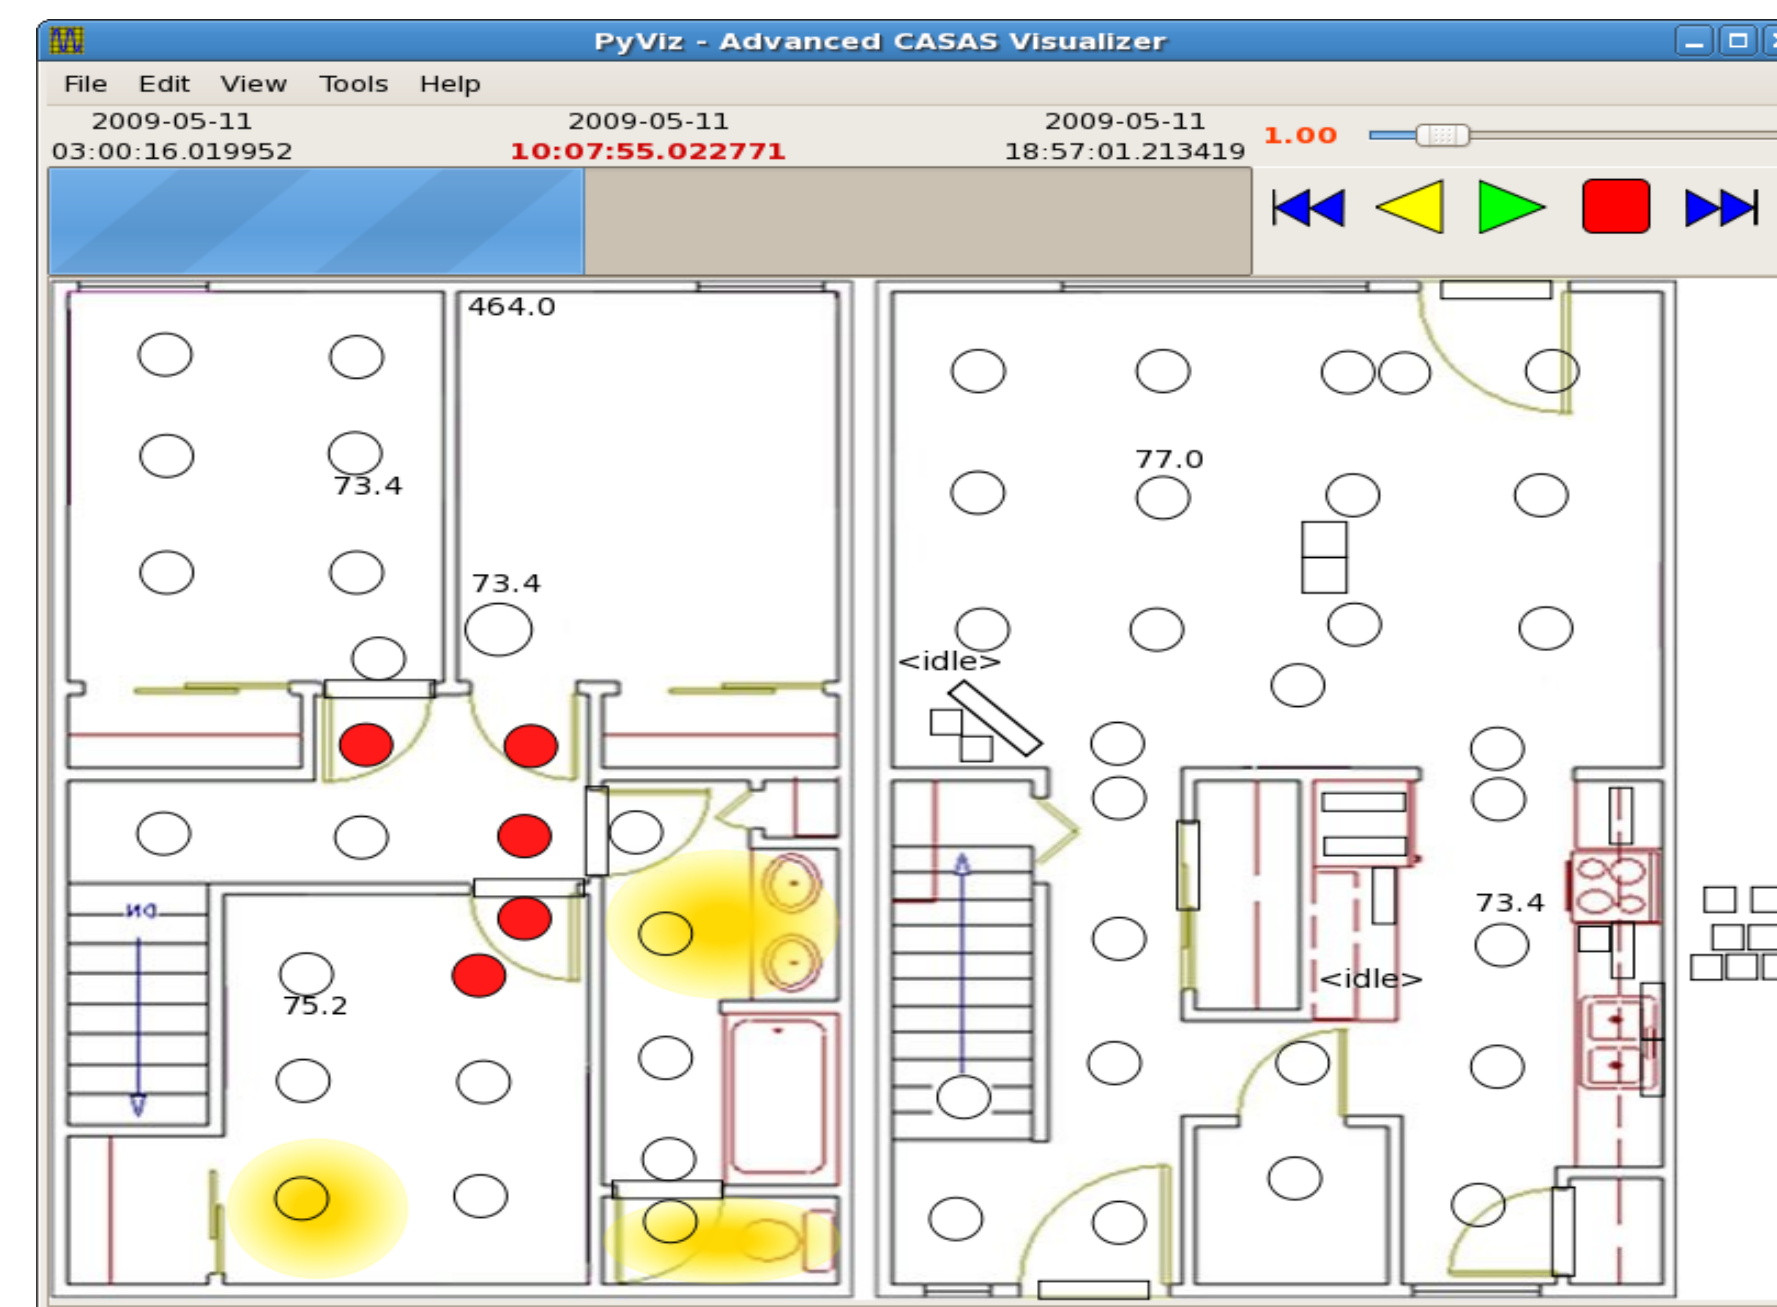 PyViz - Advanced CASAS Visualizer
File Edit View Tools Help
2009-05-11 2009-05-11 2009-05-11
03:00:16.019952 10:07:55.022771 18:57:01.213419 1.00
464.0
77.0
73.4
73.4
<idle>
73.4
DN
<idle>
75.2